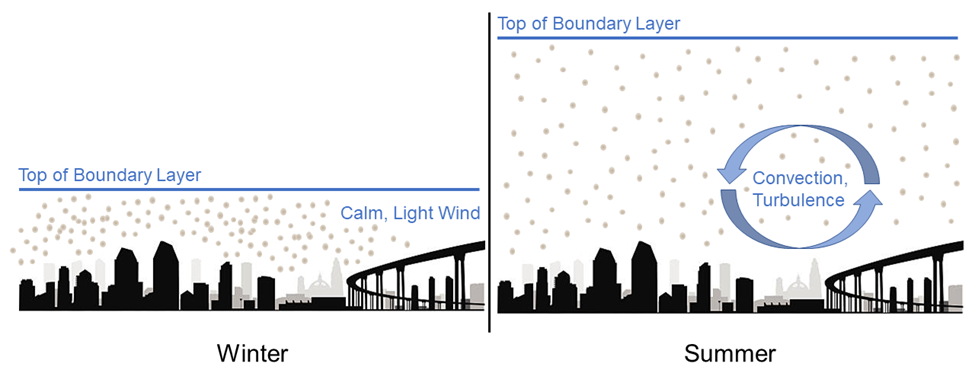 Top of Boundary Layer
Calm, Light Wind
Winter
Top of Boundary Layer
Convection,
Turbulence
Summer